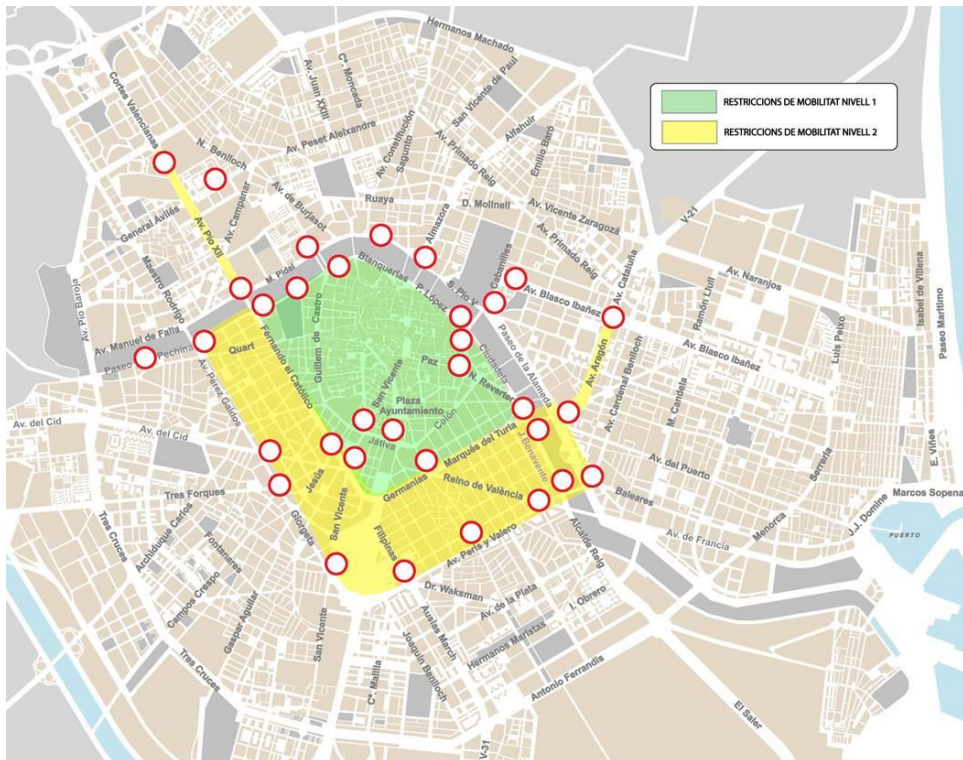 Hermanos Machado
Cortes Valencianas
Av. Juan XXIII
Cª. Moncada
San Vicente de Paul
RESTRICCIONS DE MOBILITAT NIVELL 1
RESTRICCIONS DE MOBILITAT NIVELL 2
N. Benlloch
Av. Peset Aleixandre
Av. Constitución
Sagunto
Av. Primado Reig
Alfahuir
Emilio Baró
General Avilés
Av. Campanar
Av. de Burjasot
Ruaya
Almazora
D. Molinell
Av. Vicente Zaragozá
Av. Primado Reig
V-21
Av. Pío XII
Maestro Rodrigo
M. Pidal
Blanquerías
P. López
S. Pío V
Cabanilles
Av. Blasco Ibañez
Av. Cataluña
Ramón Llull
Av. Naranjos
Isabel de Villena
Paseo Marítimo
Av. Pío Baroja
Av. Manuel de Falla
Paseo Pechina
Quart
Fernando el Católico
Guillem de Castro
Paz
Ciudadela
Paseo de la Alameda
Av. Aragón
Av. Blasco Ibañez
Luis Peixo
Av. Pérez Galdós
San Vicente
Plaza
Ayuntamiento
Colón
N. Reverter
Av. Cardenal Benlloch
M. Candela
Av. del Cid
Av. del Cid
Játiva
Marqués del Turia
J.Benavente
Av. del Puerto
Serrería
E. Viñes
Tres Forques
Jesús
Germanías
Reino de València
Baleares
Marcos Sopena
Tres Cruces
Archiduque Carlos
Fontanares
Giorgeta
San Vicente
Filipinas
Av. Peris y Valero
Alcalde Reig
Av. de Francia
Menorca
J.J. Domine
PUERTO
Campos Crespo
Gaspar Aguilar
Dr. Waksman
Av. de la Plata
I. Obrero
Tres Cruces
San Vicente
Cª. Malilla
Joaquín Benlloch
Ausias March
Hermanos Maristas
Antonio Ferrandis
El Saler
V-31